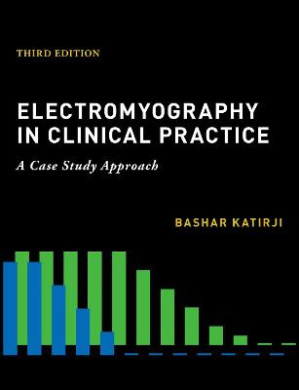 THIRD EDITION
ELECTROMYOGRAPHY
IN CLINICAL PRACTICE
A Case Study Approach
BASHAR KATIRJI